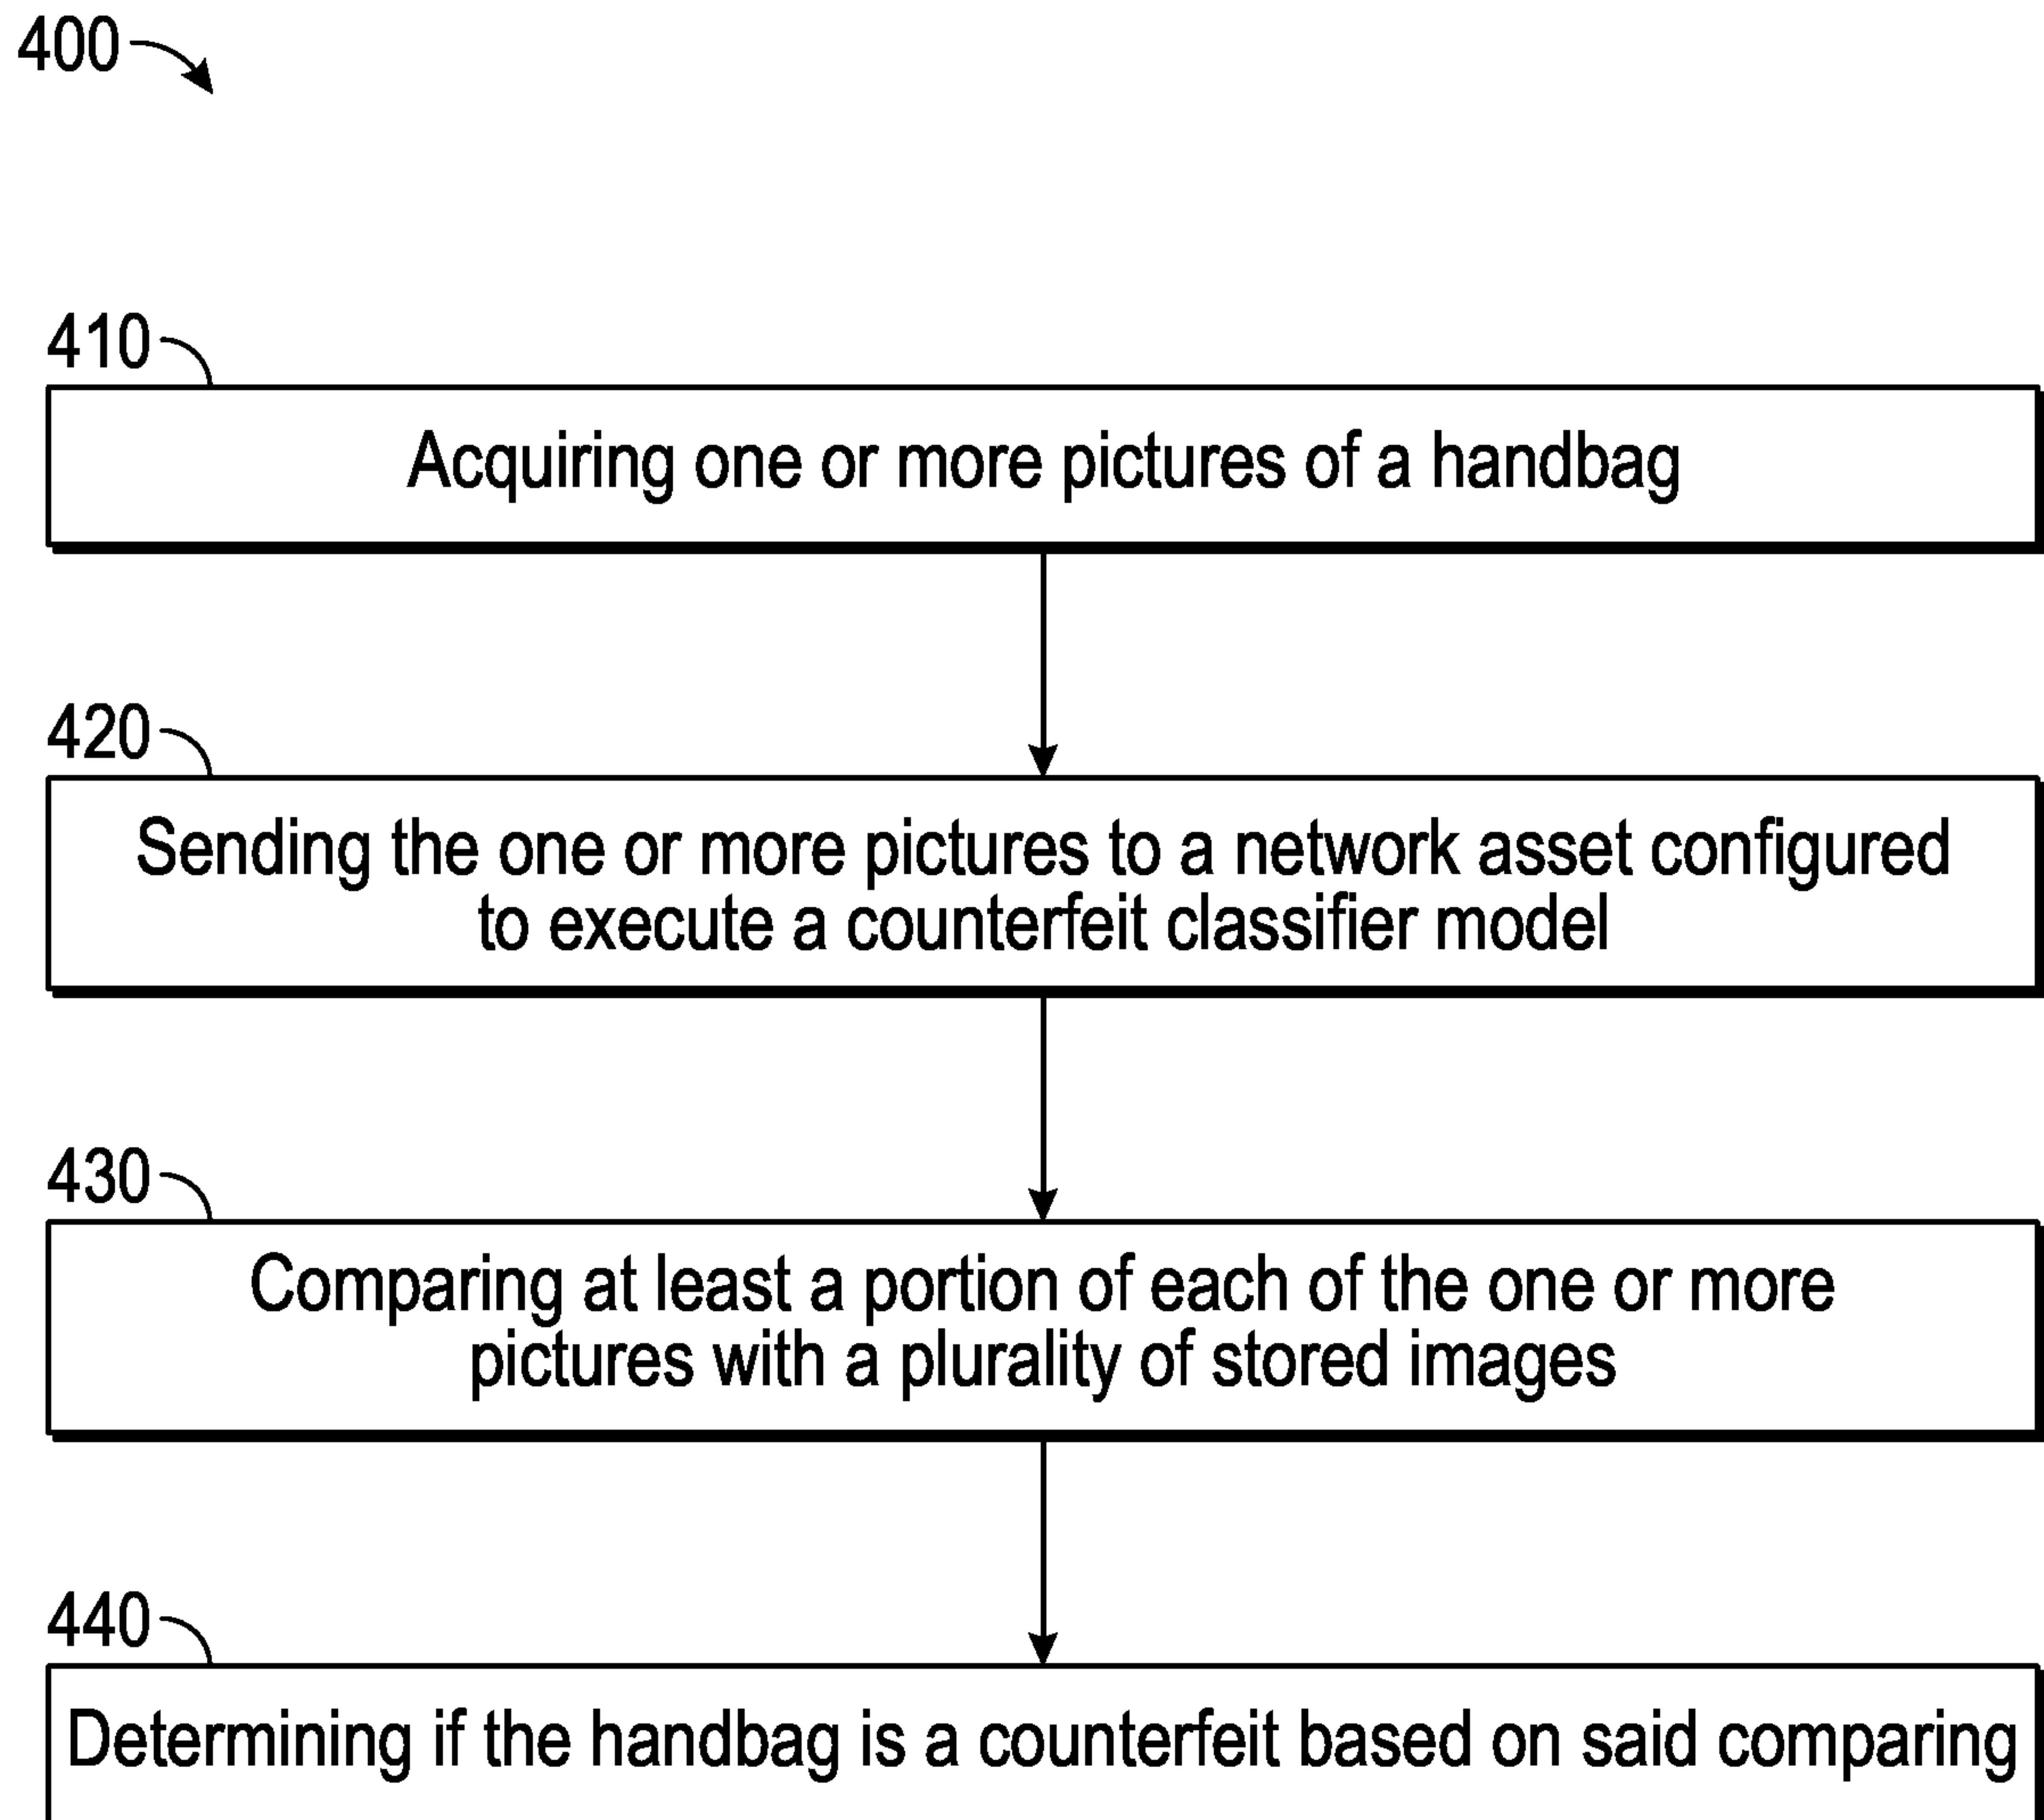 400
410
Acquiring one or more pictures of a handbag
420
Sending the one or more pictures to a network asset configured
to execute a counterfeit classifier model
430
Comparing at least a portion of each of the one or more
pictures with a plurality of stored images
440
Determining if the handbag is a counterfeit based on said comparing